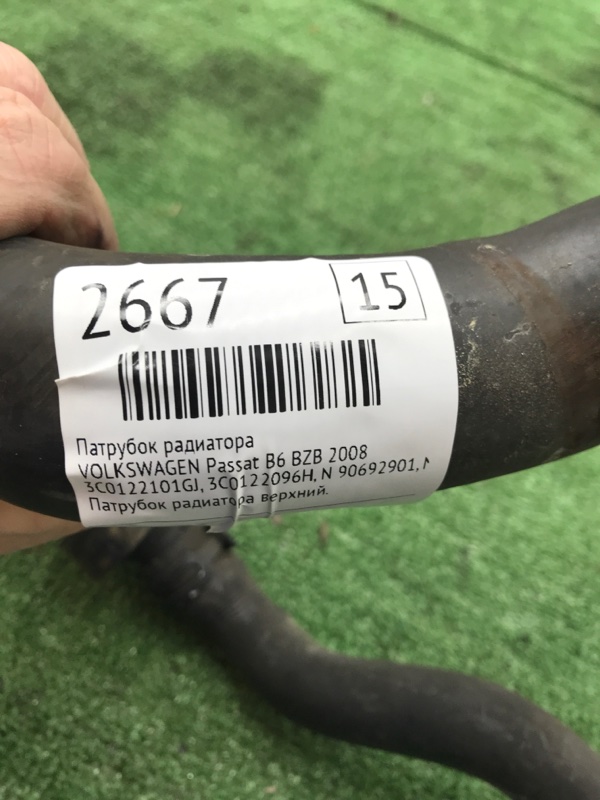 2667
15
Патрубок радиатора
VOLKSWAGEN Passat B6 BZB 2008
3C0122101GJ, 3C0122096H, N 90692901,
Патрубок радиатора верхний.